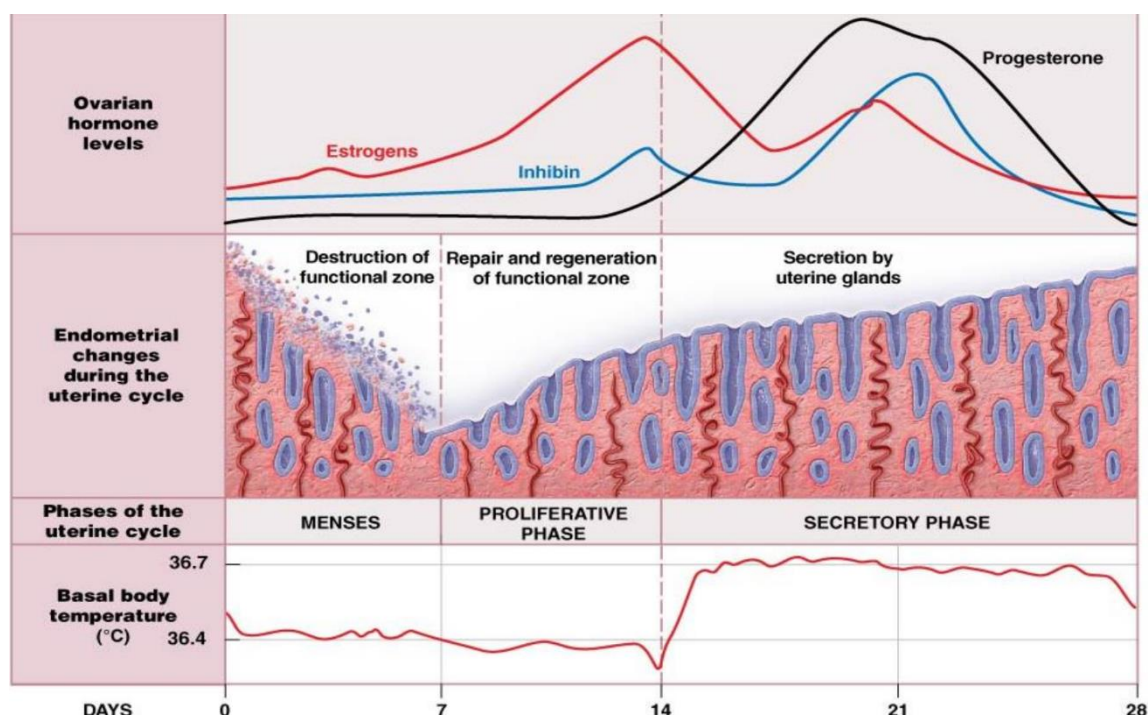 Ovarian
hormone
levels
Estrogens
Inhibin
Progesterone
Endometrial
changes
during the
uterine cycle
Destruction of
functional zone
Repair and regeneration
of functional zone
Secretion by
uterine glands
Phases of the
uterine cycle
MENSES
PROLIFERATIVE
PHASE
SECRETORY PHASE
Basal body
temperature
(°C)
36.7
36.4
DAYS
0
7
14
21
28